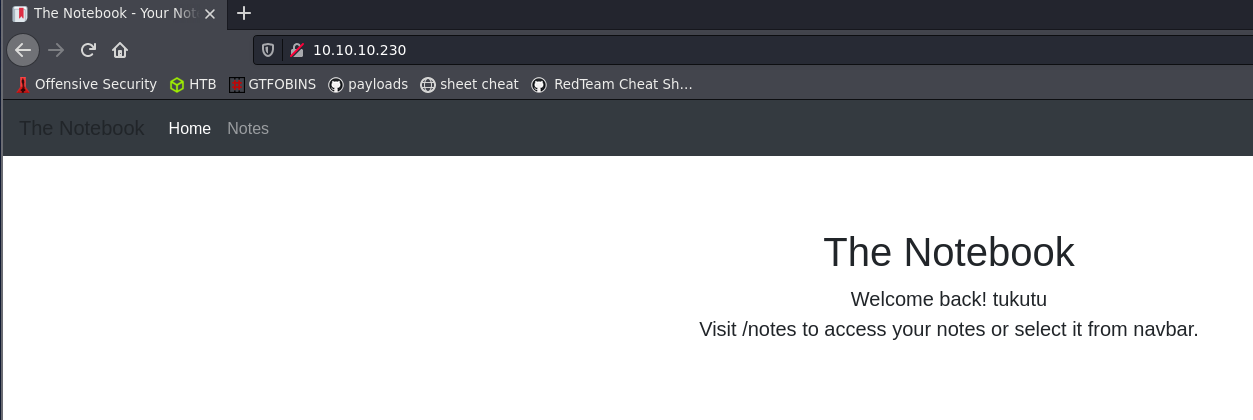 The Notebook - Your Not
10.10.10.230
Offensive Security HTB GTFOBINS payloads sheet cheat RedTeam Cheat Sh...
The Notebook Home Notes
The Notebook
Welcome back! tukutu
Visit /notes to access your notes or select it from navbar.